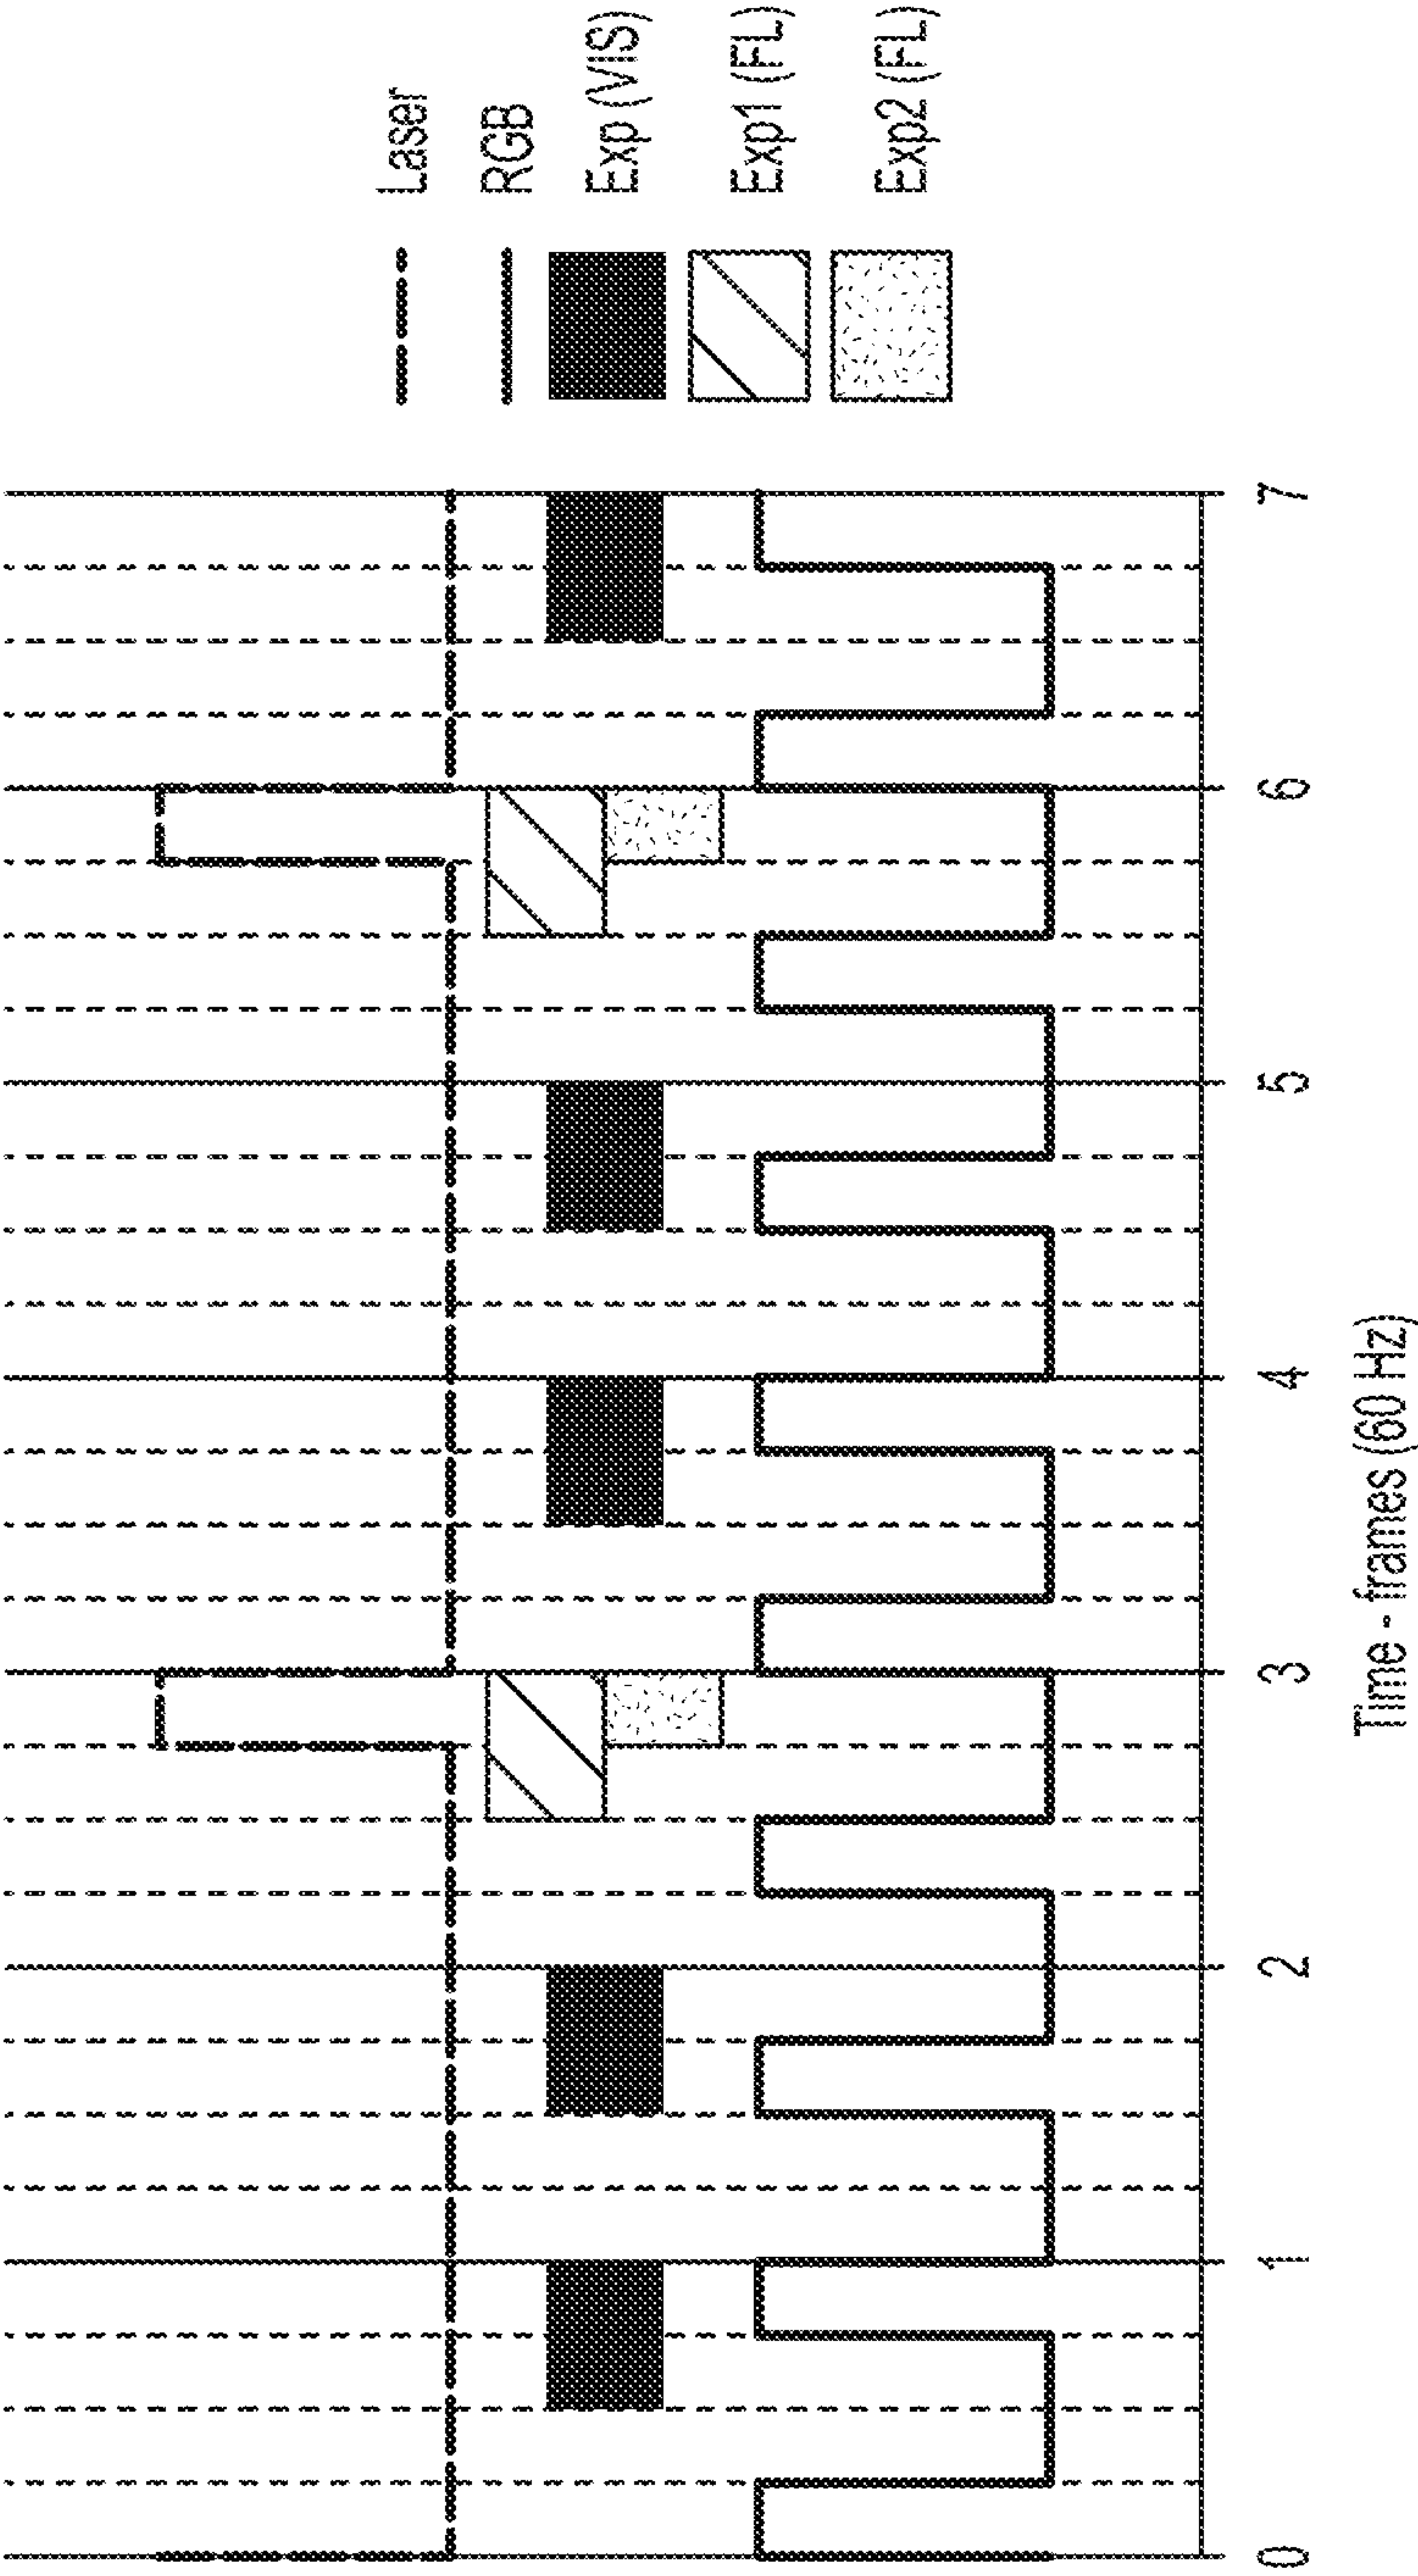 Laser
RGB
Exp (VIS)
Exp1 (FL)
Exp2 (FL)
0
1
2
3
4
5
6
7
Time - frames (60 Hz)